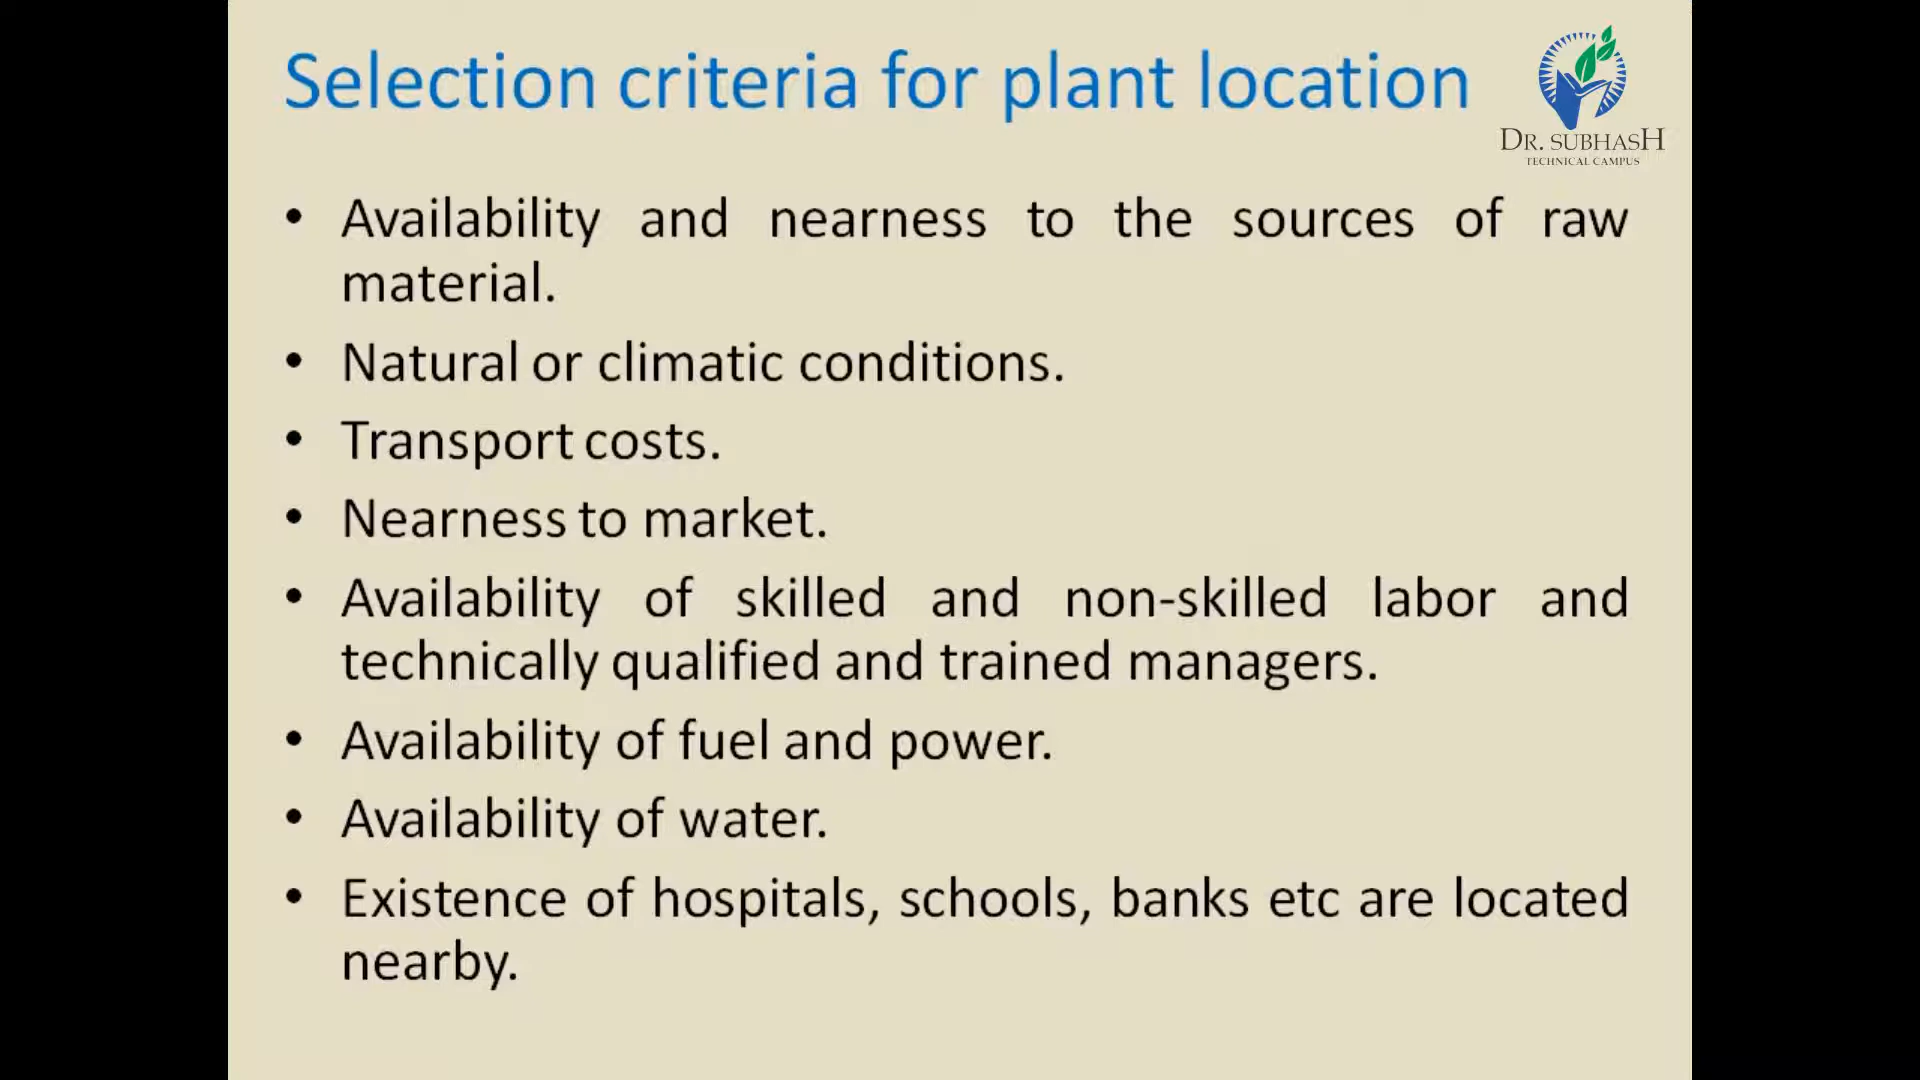 Selection criteria for plant location
DR. SUBHASH
TECHNICAL CAMPUS
• Availability and nearness to the sources of raw
material.
• Natural or climatic conditions.
• Transport costs.
• Nearness to market.
• Availability of skilled and non-skilled labor and
technically qualified and trained managers.
• Availability of fuel and power.
• Availability of water.
• Existence of hospitals, schools, banks etc are located
nearby.